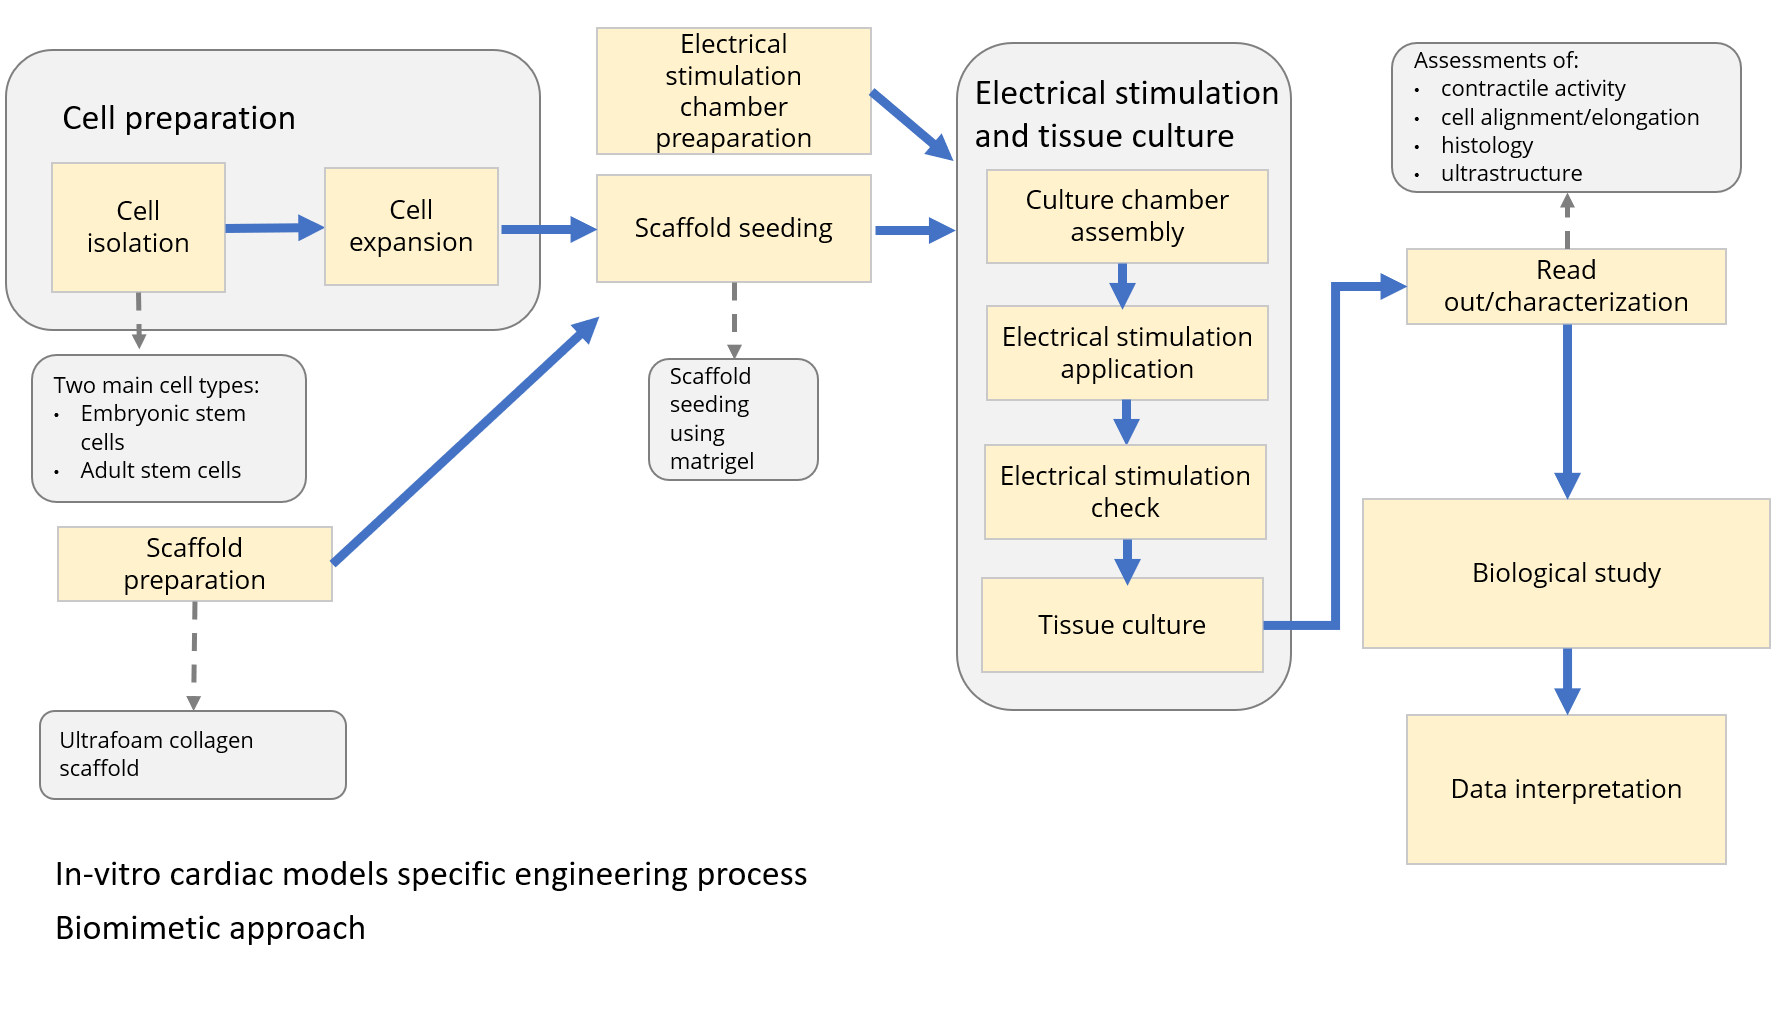 Cell preparation
Cell
isolation
Cell
expansion
Two main cell types:
• Embryonic stem
cells
• Adult stem cells
Scaffold
preparation
Ultrafoam collagen
scaffold
Electrical
stimulation
chamber
preaparation
Scaffold seeding
Scaffold
seeding
using
matrigel
Electrical stimulation
and tissue culture
Culture chamber
assembly
Electrical stimulation
application
Electrical stimulation
check
Tissue culture
Assessments of:
• contractile activity
• cell alignment/elongation
• histology
• ultrastructure
Read
out/characterization
Biological study
Data interpretation
In-vitro cardiac models specific engineering process
Biomimetic approach